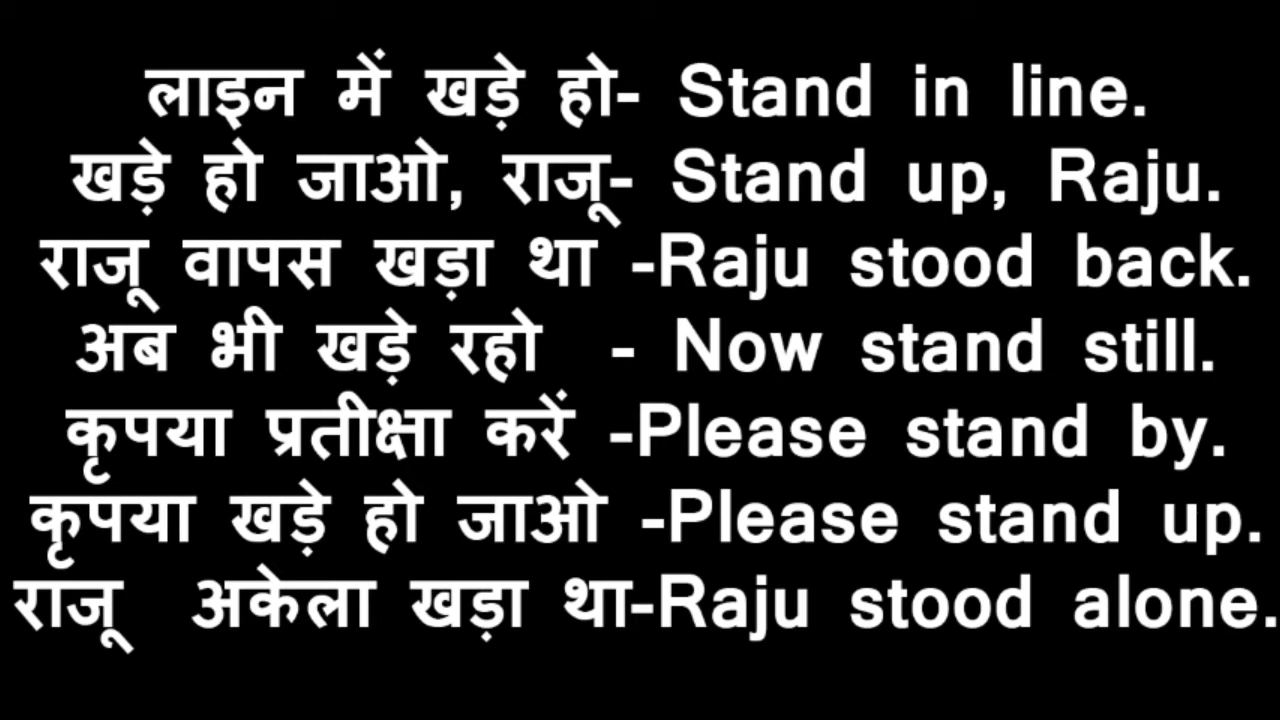 लाइन में खड़े हो- Stand in line.
खड़े हो जाओ, राजू- Stand up, Raju.
राजू वापस खड़ा था -Raju stood back.
अब भी खड़े रहो - Now stand still.
कृपया प्रतीक्षा करें -Please stand by.
कृपया खड़े हो जाओ -Please stand up.
राजू अकेला खड़ा था-Raju stood alone.